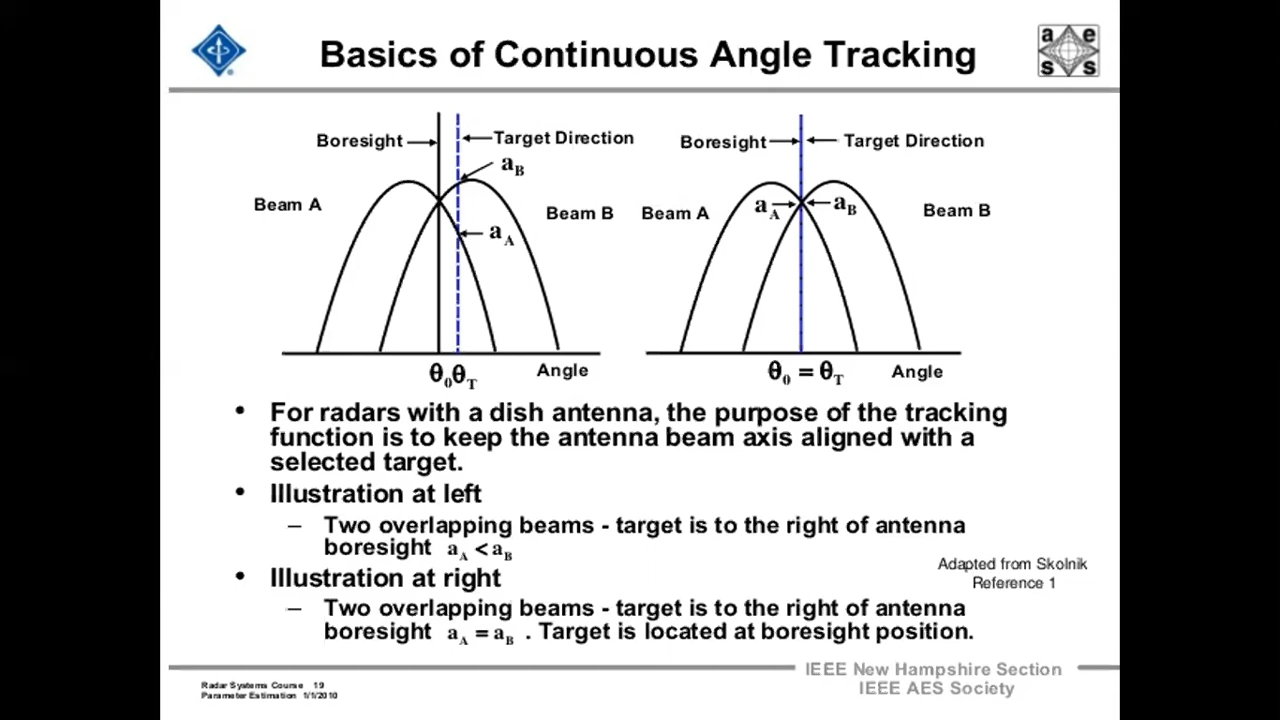 Basics of Continuous Angle Tracking
a e
s s
Boresight
Target Direction
a_B
Beam A
Beam B
a_A
θ_0 θ_T
Angle
Boresight
Target Direction
Beam A
a_A
a_B
Beam B
θ_0 = θ_T
Angle
• For radars with a dish antenna, the purpose of the tracking
function is to keep the antenna beam axis aligned with a
selected target.
• Illustration at left
– Two overlapping beams - target is to the right of antenna
boresight a_A < a_B
• Illustration at right
– Two overlapping beams - target is to the right of antenna
boresight a_A = a_B . Target is located at boresight position.
Adapted from Skolnik
Reference 1
Radar Systems Course 19
Parameter Estimation 1/1/2010
IEEE New Hampshire Section
IEEE AES Society